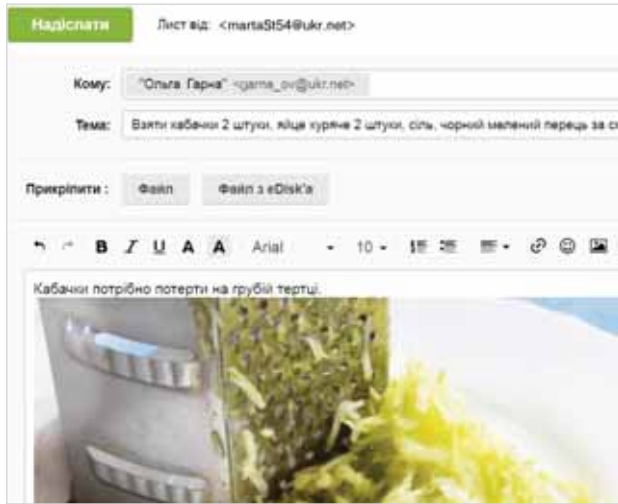 Надіслати Лист від: <martaSt54@ukr.net>
Кому: "Ольга Гарна" <garna_ov@ukr.net>
Тема: Взяти кабачки 2 штуки, яйце куряче 2 штуки, сіль, чорний мелений перець за с
Прикріпити : Файл Файл з eDisk'a
B I U A A Arial 10
Кабачки потрібно потерти на грубій тертці.